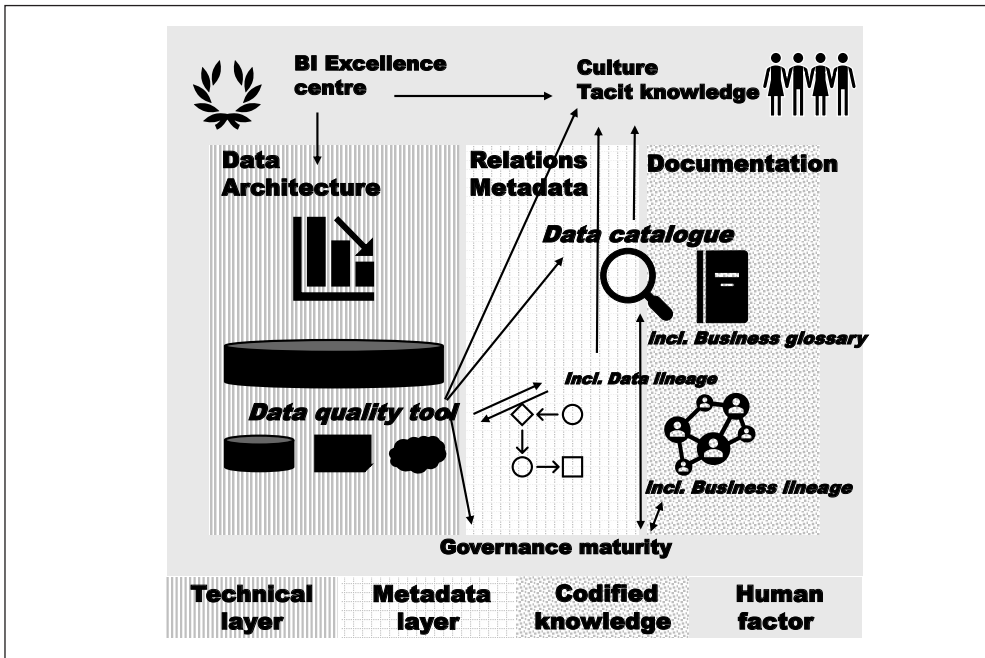 BI Excellence
centre
Culture
Tacit knowledge
Data
Architecture
Relations
Metadata
Documentation
Data catalogue
incl. Business glossary
Incl. Data lineage
Data quality tool
Incl. Business lineage
Governance maturity
Technical
layer
Metadata
layer
Codified
knowledge
Human
factor